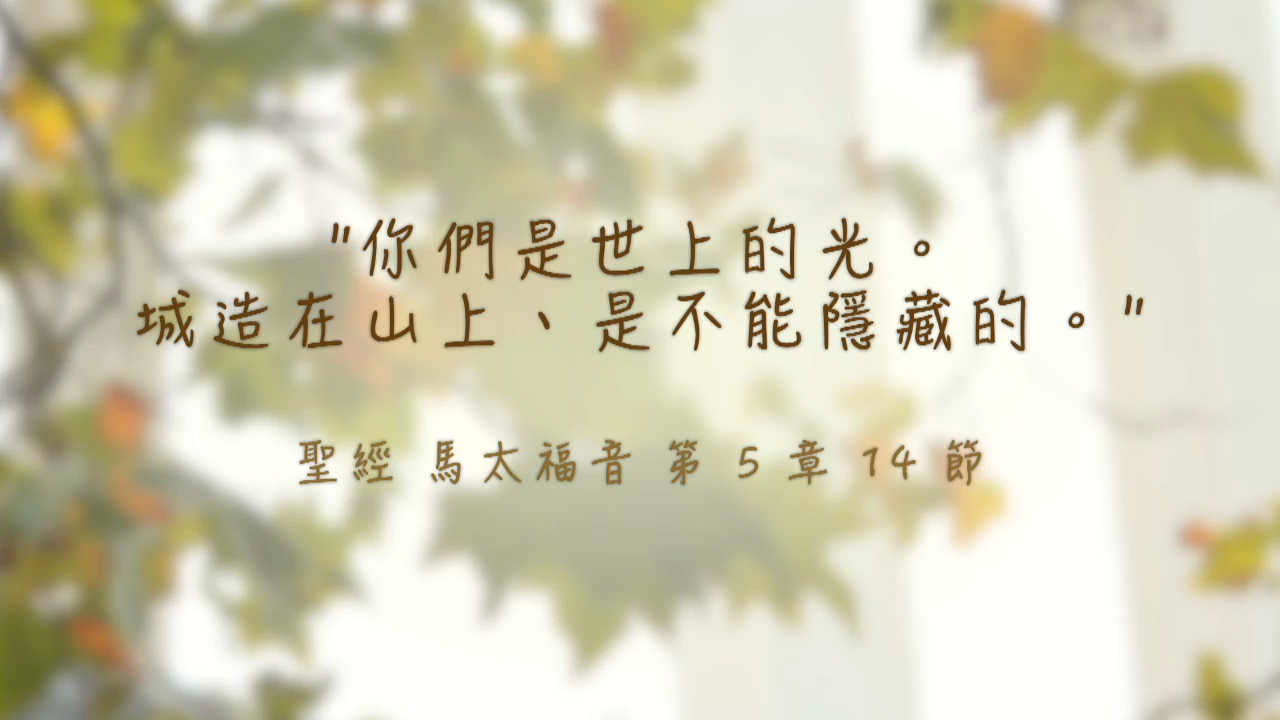 "你們是世上的光。
城造在山上、是不能隱藏的。"
聖經 馬太福音 第 5 章 14 節